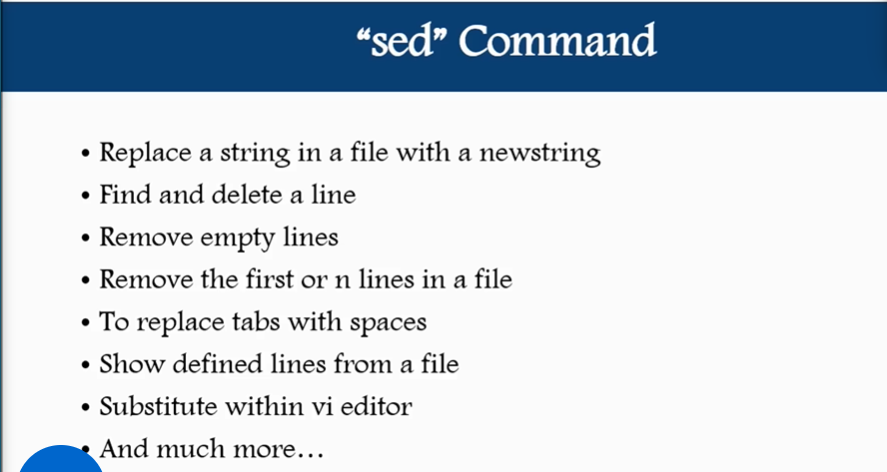 “sed” Command
• Replace a string in a file with a newstring
• Find and delete a line
• Remove empty lines
• Remove the first or n lines in a file
• To replace tabs with spaces
• Show defined lines from a file
• Substitute within vi editor
• And much more...